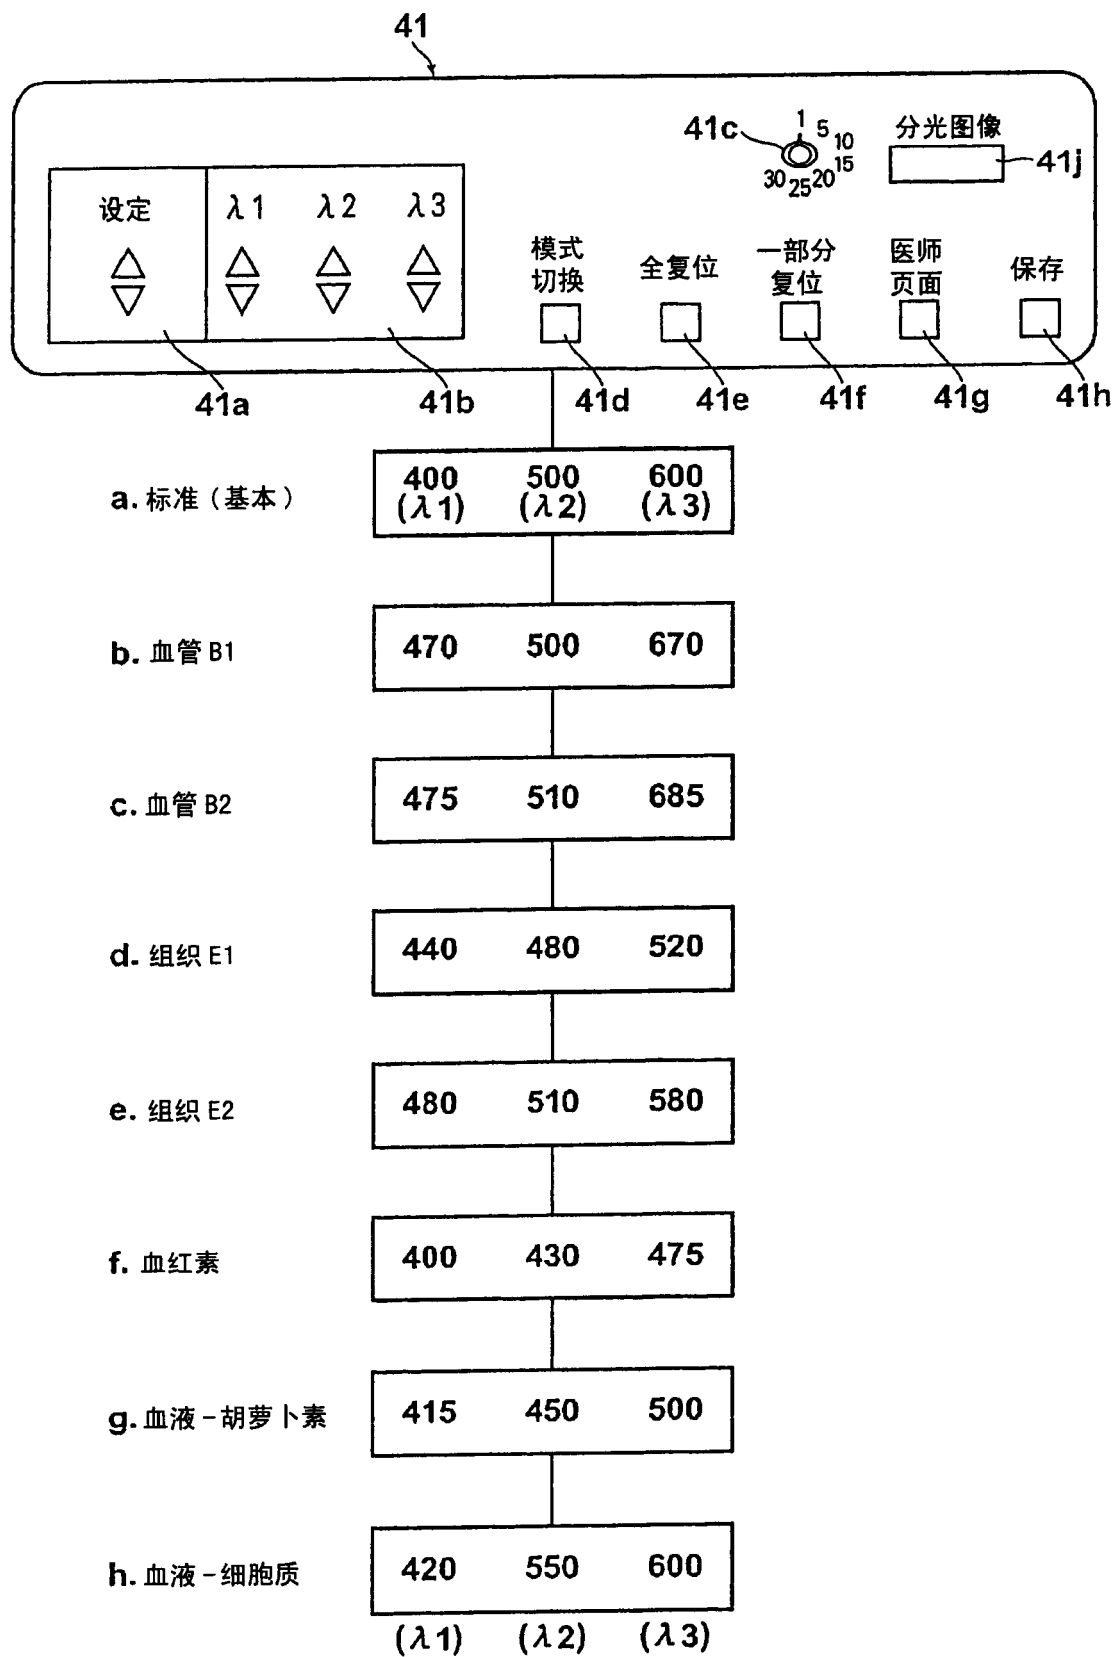 41
41c
1
5
10
15
20
25
30
分光图像
41j
设定
λ1 λ2 λ3
模式
切换
全复位
一部分
复位
医师
页面
保存
41a
41b
41d
41e
41f
41g
41h
a. 标准(基本)
400 500 600
(λ1) (λ2) (λ3)
b. 血管 B1
470 500 670
c. 血管 B2
475 510 685
d. 组织 E1
440 480 520
e. 组织 E2
480 510 580
f. 血红素
400 430 475
g. 血液-胡萝卜素
415 450 500
h. 血液-细胞质
420 550 600
(λ1) (λ2) (λ3)